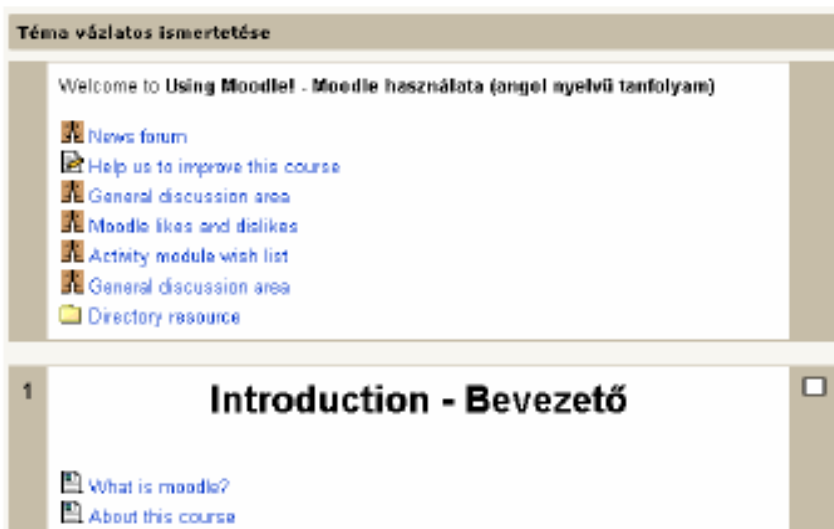 Téma vázlatos ismertetése
Welcome to Using Moodle! - Moodle használata (angol nyelvű tanfolyam)
News forum
Help us to improve this course
General discussion area
Moodle likes and dislikes
Activity module wish list
General discussion area
Directory resource
1
Introduction - Bevezető
What is moodle?
About this course